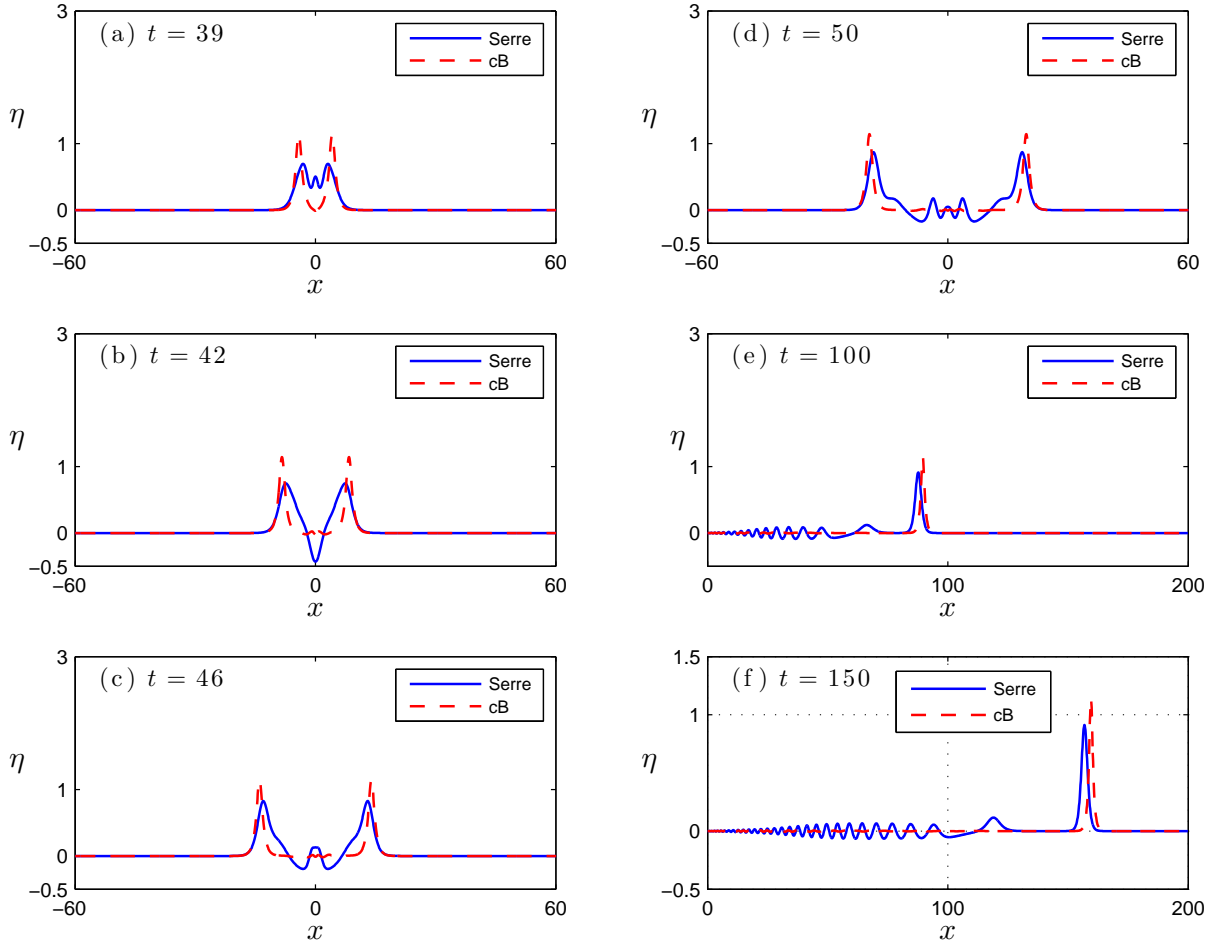 (a) t = 39
Serre
cB
η
3
1
0
−0.5
−60
0
60
x
(b) t = 42
Serre
cB
η
3
1
0
−0.5
−60
0
60
x
(c) t = 46
Serre
cB
η
3
1
0
−0.5
−60
0
60
x
(d) t = 50
Serre
cB
η
3
1
0
−0.5
−60
0
60
x
(e) t = 100
Serre
cB
η
3
1
0
−0.5
0
100
200
x
(f) t = 150
Serre
cB
η
1.5
1
0
−0.5
0
100
200
x